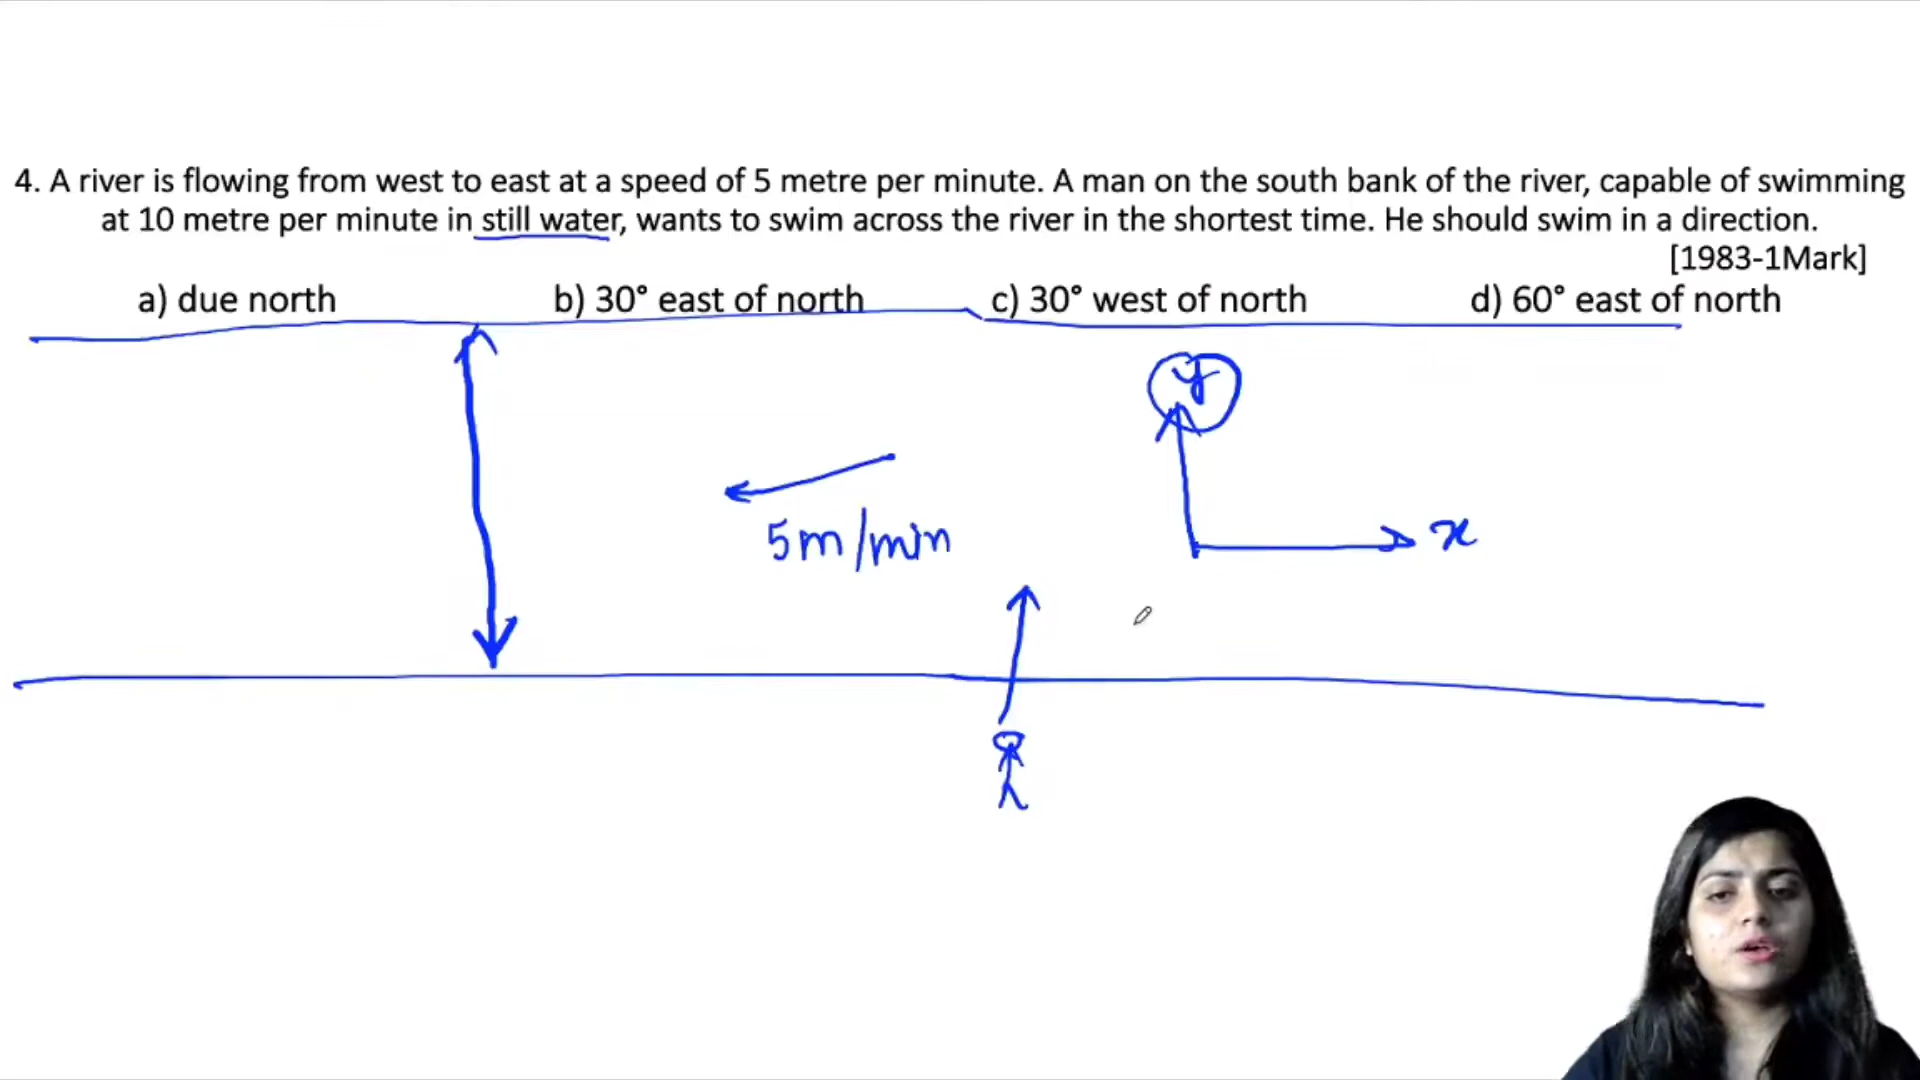 4. A river is flowing from west to east at a speed of 5 metre per minute. A man on the south bank of the river, capable of swimming
at 10 metre per minute in still water, wants to swim across the river in the shortest time. He should swim in a direction.
[1983-1Mark]
a) due north b) 30° east of north c) 30° west of north d) 60° east of north
y
5m/min
x